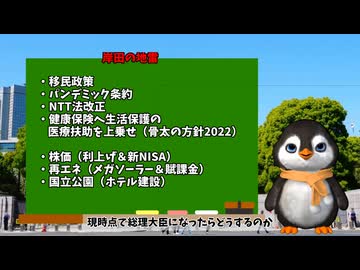 岸田の地雷
・移民政策
・パンデミック条約
・NTT法改正
・健康保険へ生活保護の
医療扶助を上乗せ（骨太の方針2022）
・株価（利上げ＆新NISA）
・再エネ（メガソーラー＆賦課金）
・国立公園（ホテル建設）
現時点で総理大臣になったらどうするのか